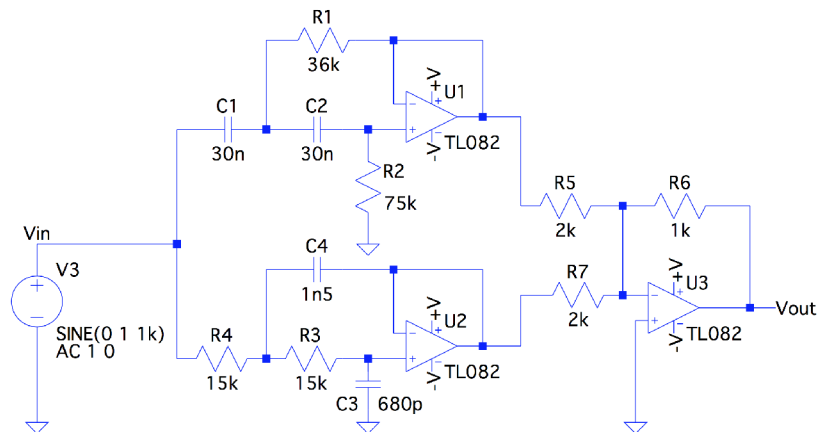 R1
36k
+V
U1
C1
C2
30n
30n
-V
TL082
R2
75k
R5
2k
R6
1k
Vin
V3
C4
1n5
R7
2k
+V
U3
Vout
+V
U2
-V
TL082
SINE(0 1 1k)
AC 1 0
R4
15k
R3
15k
-V
TL082
C3
680p